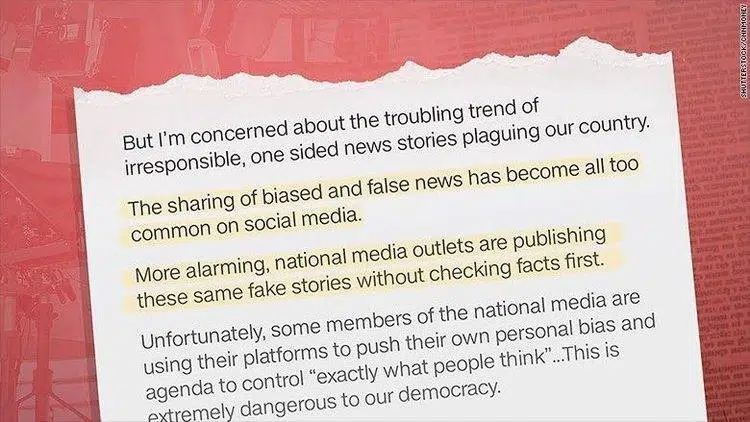 But I'm concerned about the troubling trend of
irresponsible, one sided news stories plaguing our country.
The sharing of biased and false news has become all too
common on social media.
More alarming, national media outlets are publishing
these same fake stories without checking facts first.
Unfortunately, some members of the national media are
using their platforms to push their own personal bias and
agenda to control "exactly what people think"...This is
extremely dangerous to our democracy.
SHUTTERSTOCK/CNNMONEY